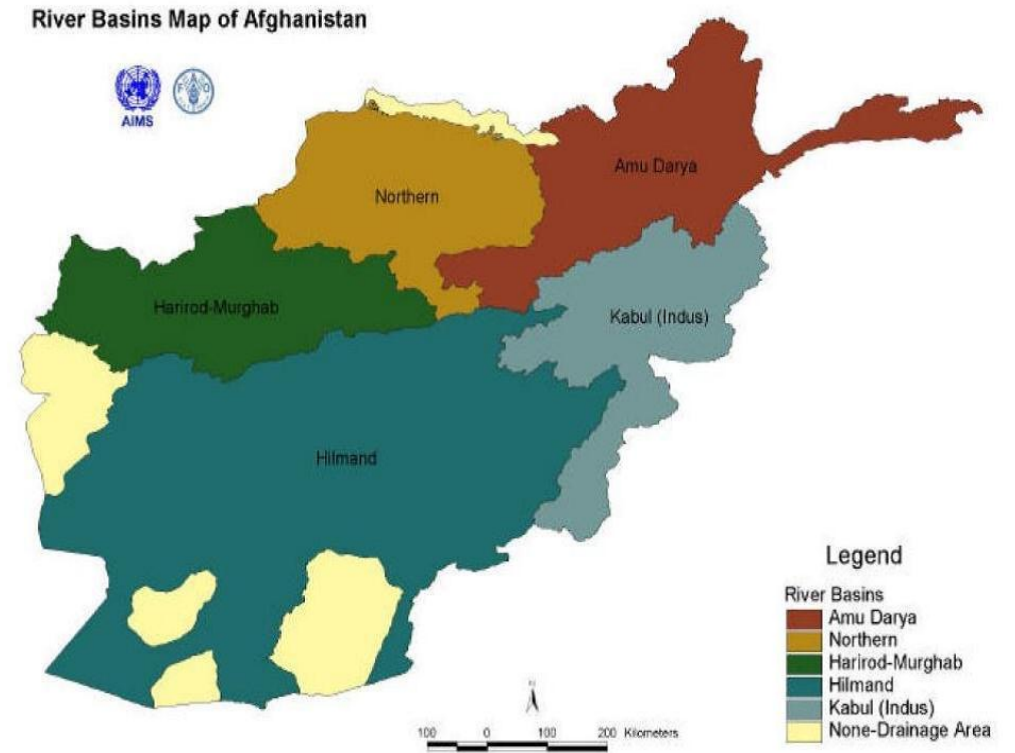 River Basins Map of Afghanistan
AIMS
F A O
Amu Darya
Northern
Harirod-Murghab
Kabul (Indus)
Hilmand
Legend
River Basins
Amu Darya
Northern
Harirod-Murghab
Hilmand
Kabul (Indus)
None-Drainage Area
100 0 100 200 Kilometers